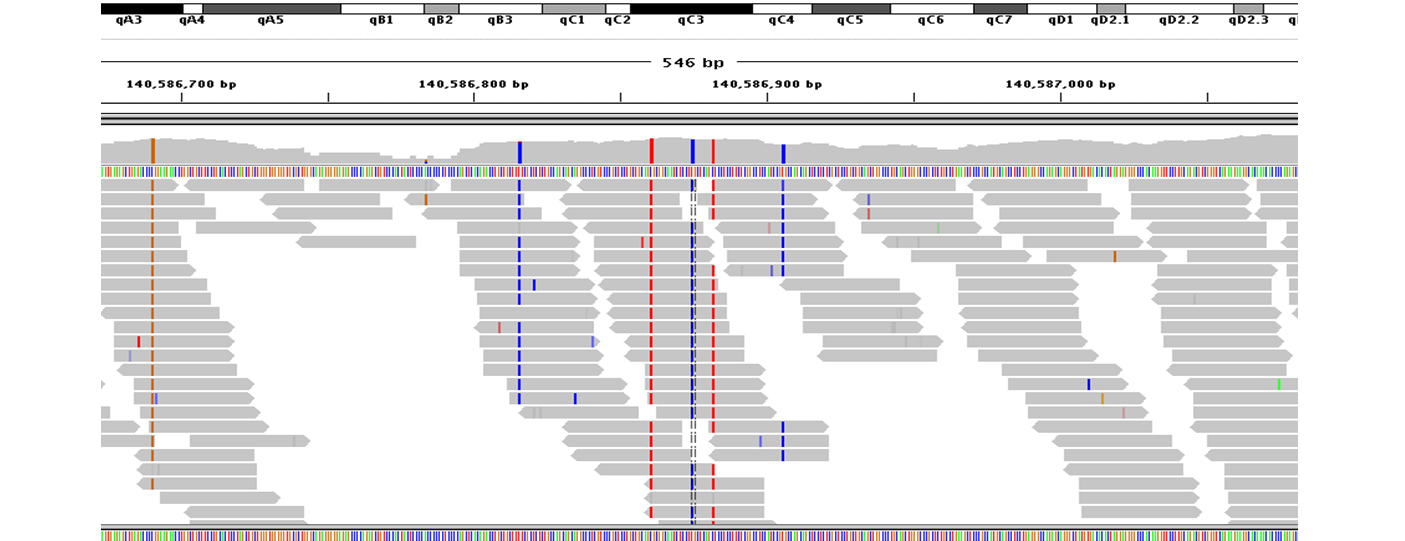 qA3 qA4 qA5 qB1 qB2 qB3 qC1 qC2 qC3 qC4 qC5 qC6 qC7 qD1 qD2.1 qD2.2 qD2.3
546 bp
140,586,700 bp 140,586,800 bp 140,586,900 bp 140,587,000 bp